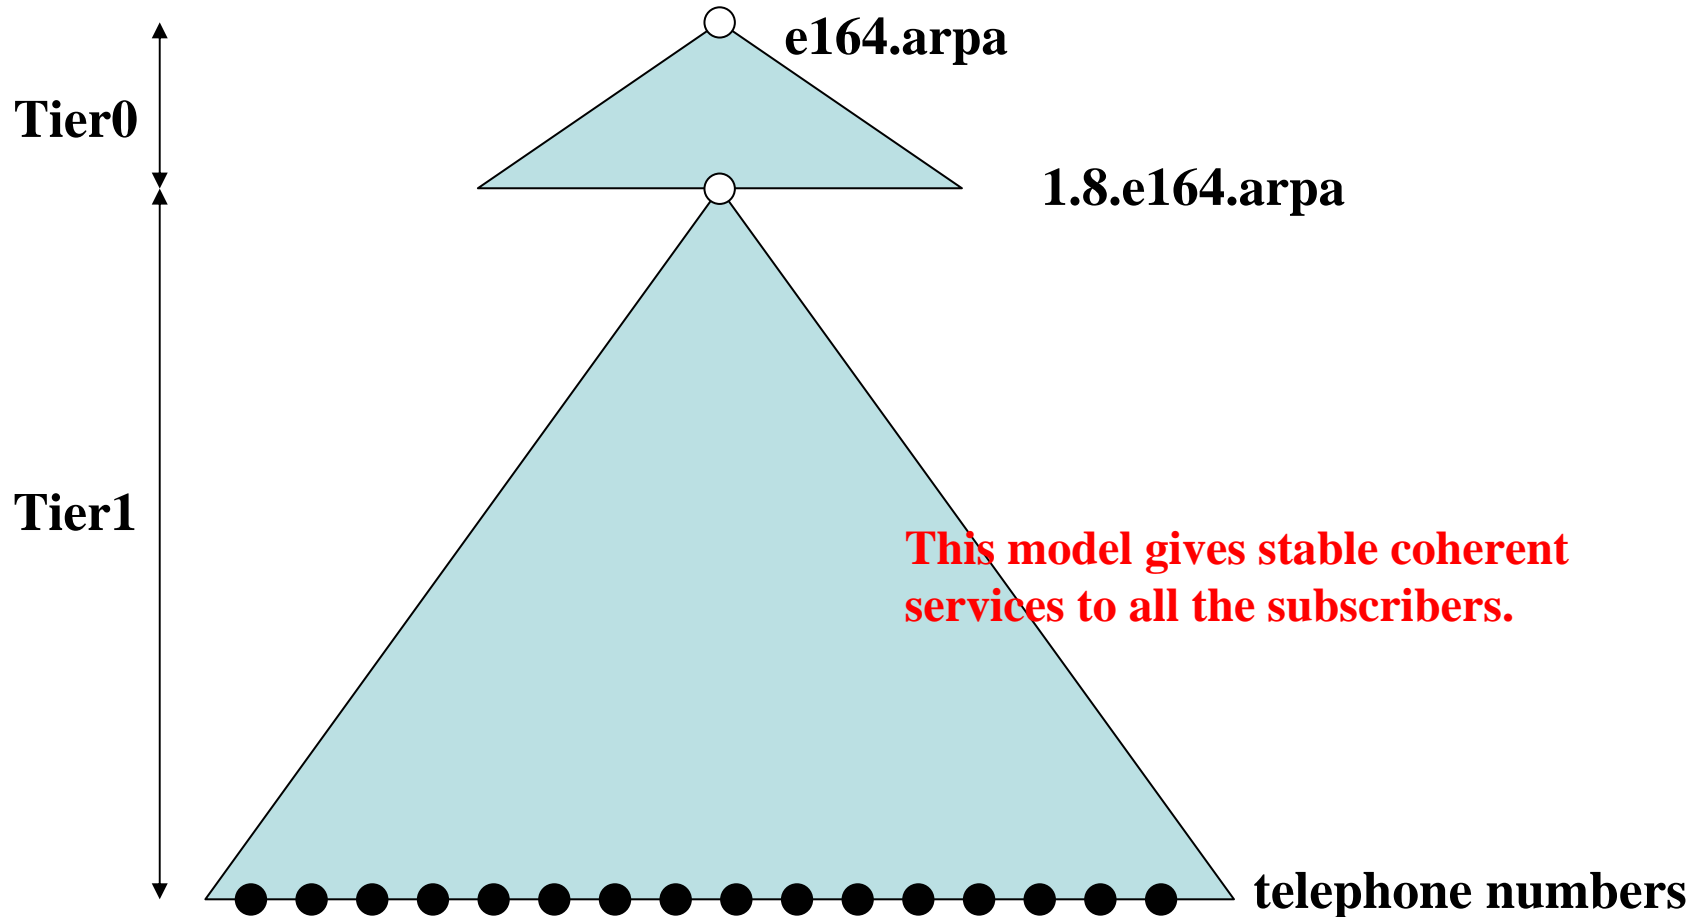 e164.arpa
Tier0
1.8.e164.arpa
Tier1
This model gives stable coherent
services to all the subscribers.
telephone numbers